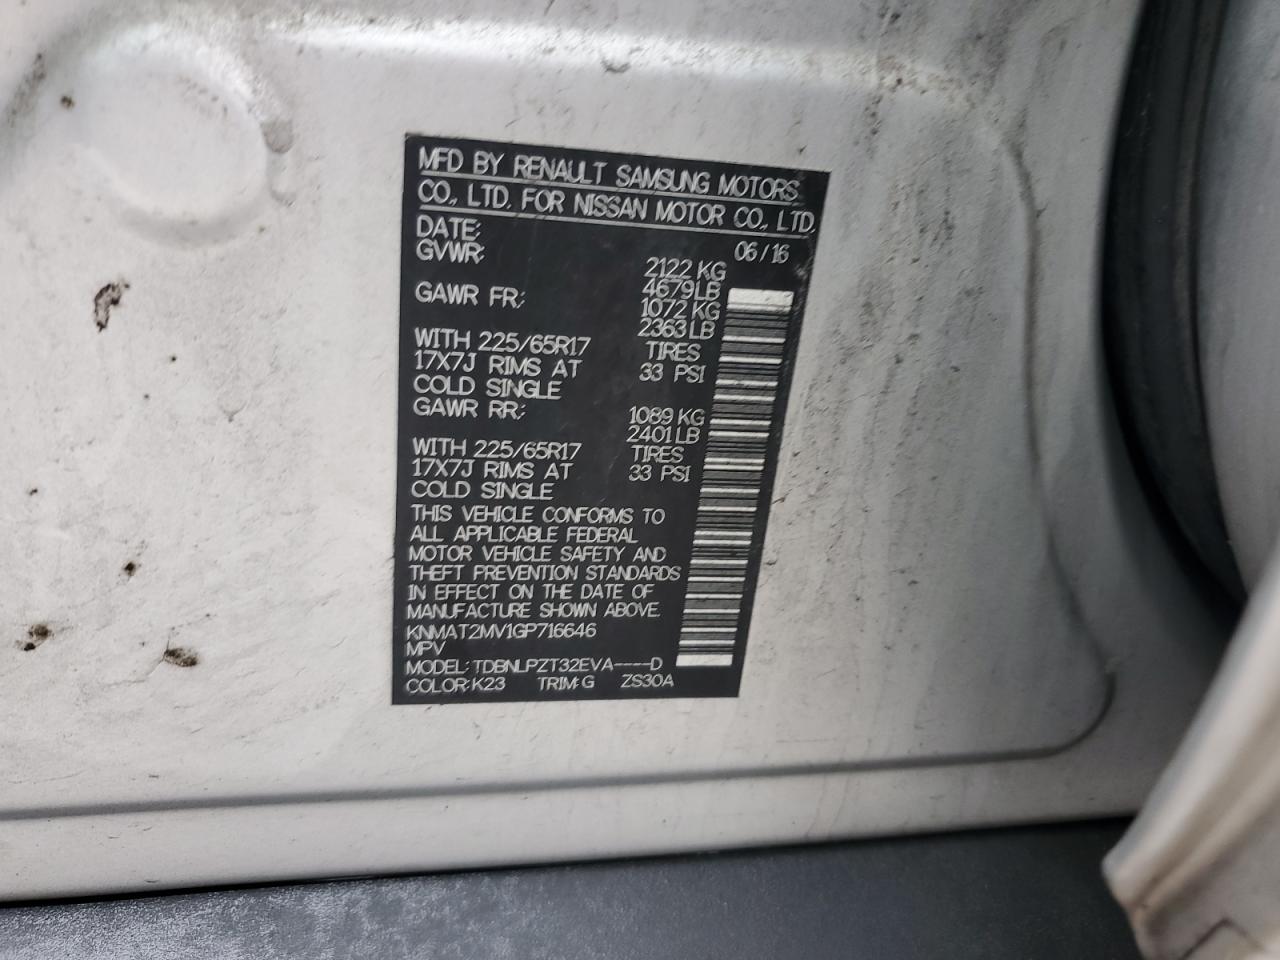 MFD BY RENAULT SAMSUNG MOTORS
CO., LTD. FOR NISSAN MOTOR CO., LTD.
DATE: 06/16
GVWR: 2122 KG
4679LB
GAWR FR: 1072 KG
2363LB
WITH 225/65R17 TIRES
17X7J RIMS AT 33 PSI
COLD SINGLE
GAWR RR: 1089 KG
2401LB
WITH 225/65R17 TIRES
17X7J RIMS AT 33 PSI
COLD SINGLE
THIS VEHICLE CONFORMS TO
ALL APPLICABLE FEDERAL
MOTOR VEHICLE SAFETY AND
THEFT PREVENTION STANDARDS
IN EFFECT ON THE DATE OF
MANUFACTURE SHOWN ABOVE.
KNMAT2MV1GP716646
MPV
MODEL: TDBNLPZT32EVA----D
COLOR: K23 TRIM: G ZS30A